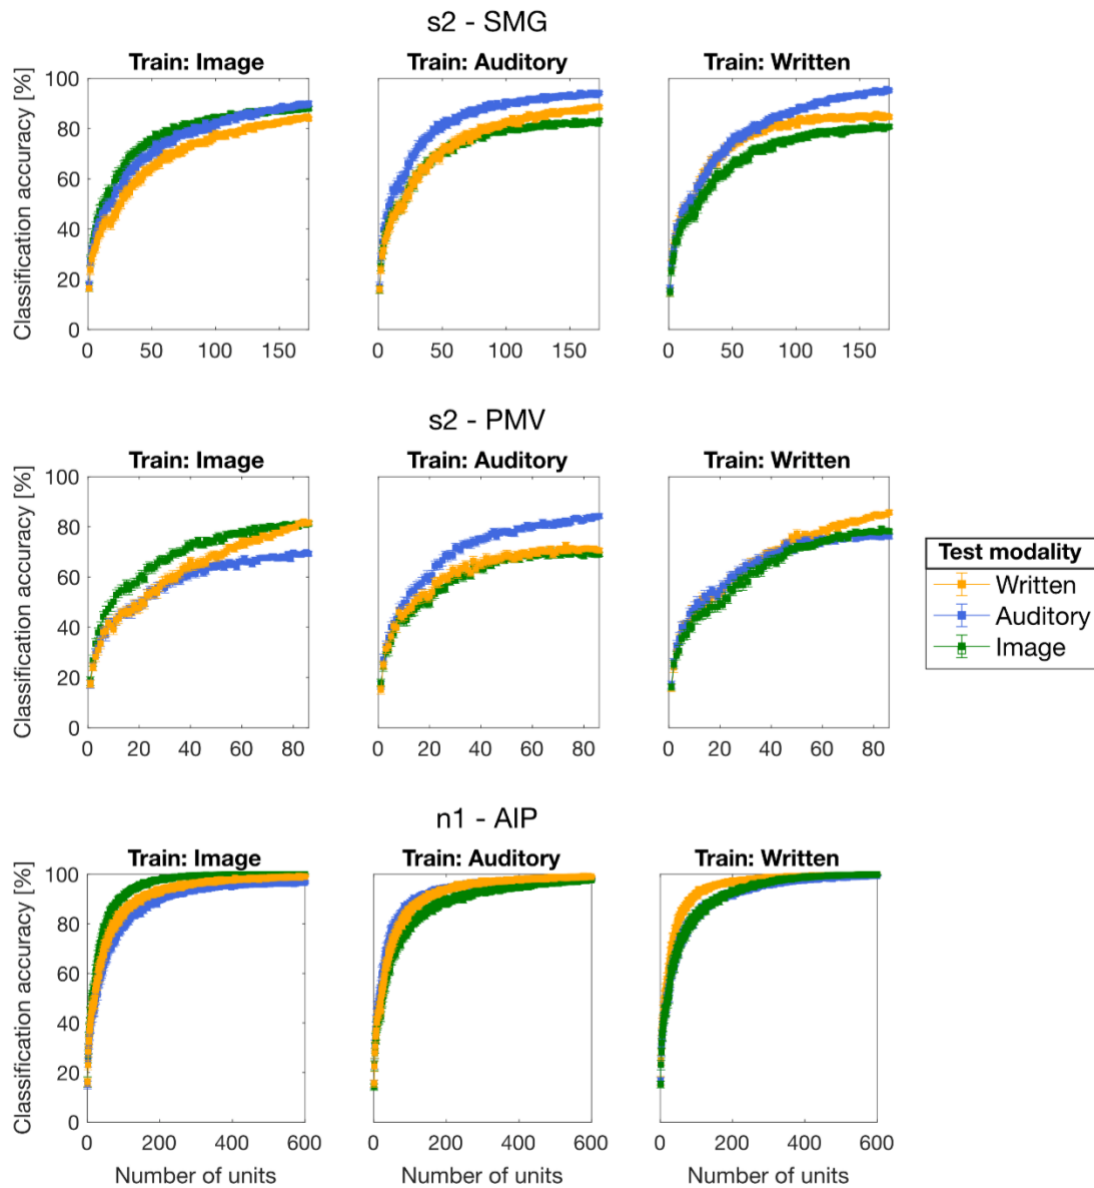 s2 - SMG
Train: Image Train: Auditory Train: Written
Classification accuracy [%]
100
80
60
40
20
0
0 50 100 150 0 50 100 150 0 50 100 150
s2 - PMV
Train: Image Train: Auditory Train: Written
Classification accuracy [%]
100
80
60
40
20
0
0 20 40 60 80 0 20 40 60 80 0 20 40 60 80
Test modality
Written
Auditory
Image
n1 - AIP
Train: Image Train: Auditory Train: Written
Classification accuracy [%]
100
80
60
40
20
0
0 200 400 600 0 200 400 600 0 200 400 600
Number of units Number of units Number of units